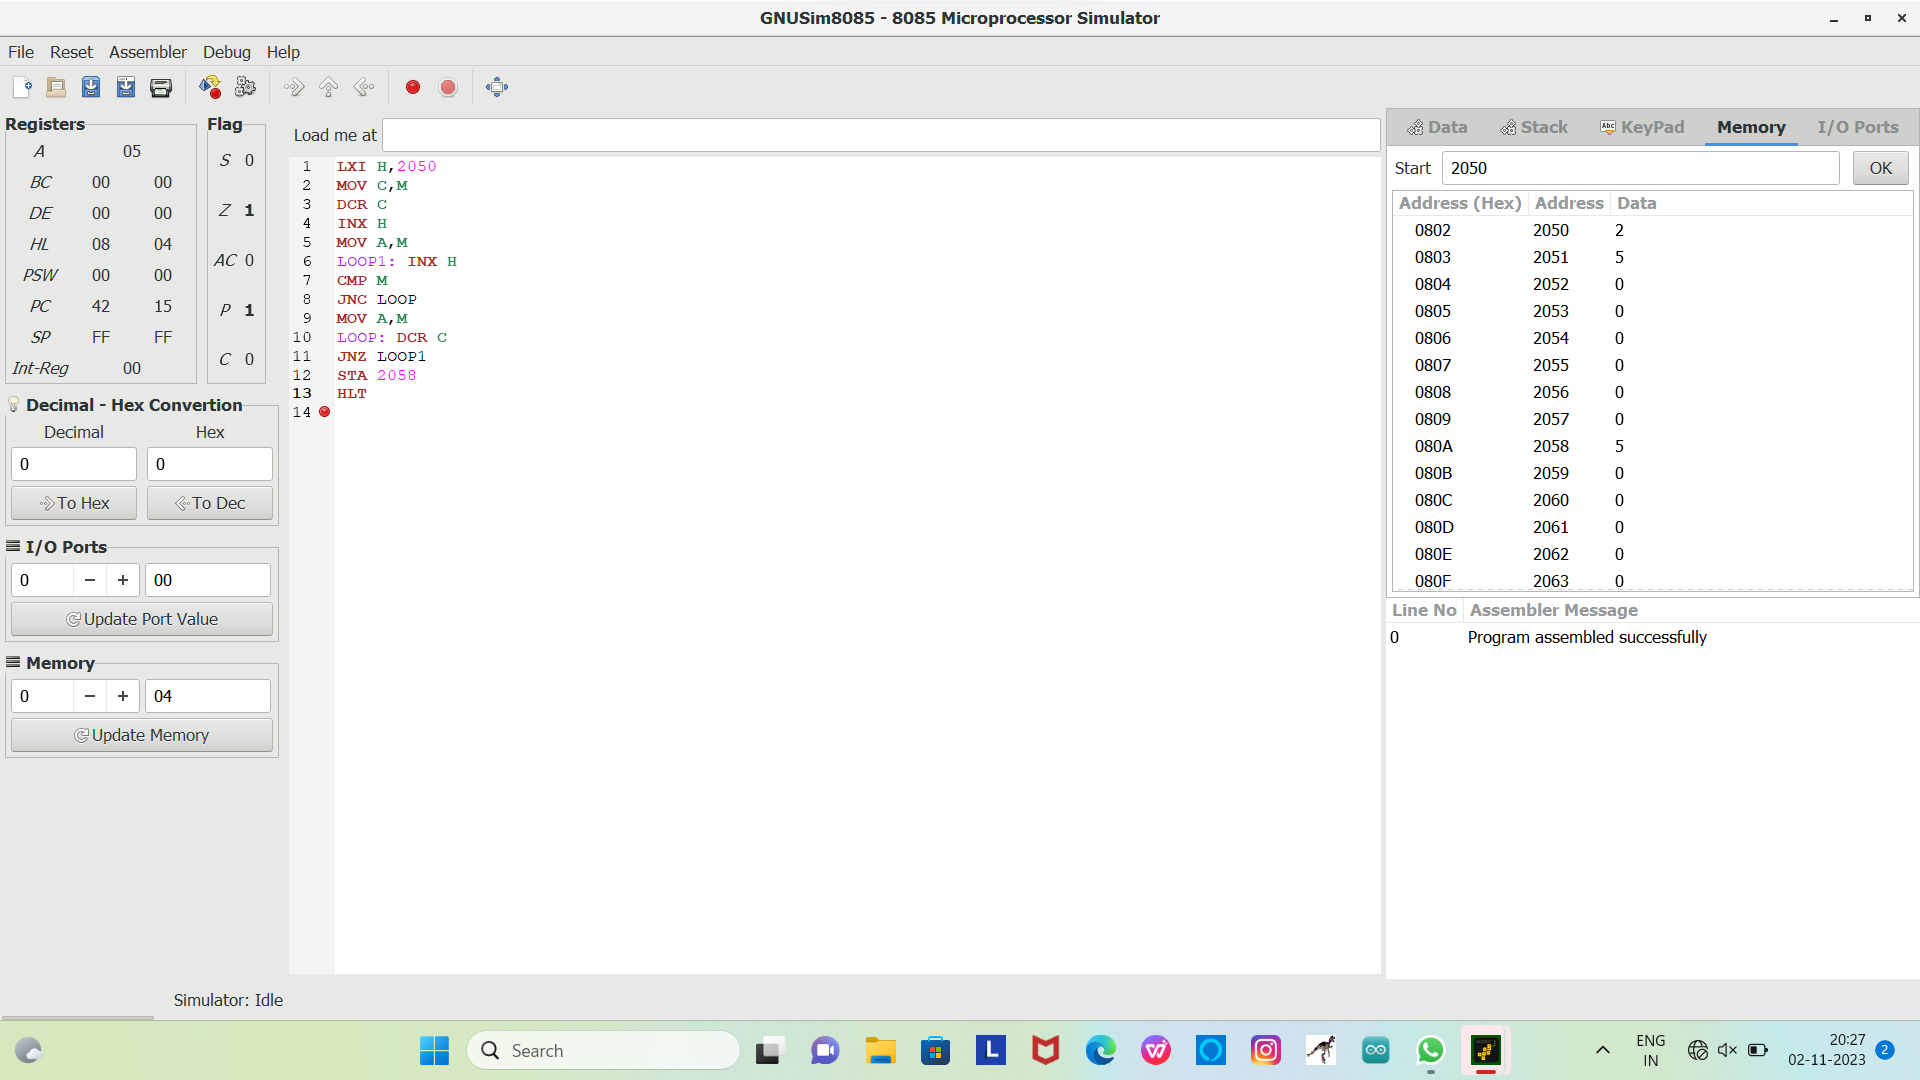 GNUSim8085 - 8085 Microprocessor Simulator
File Reset Assembler Debug Help
Registers
A 05
BC 00 00
DE 00 00
HL 08 04
PSW 00 00
PC 42 15
SP FF FF
Int-Reg 00
Flag
S 0
Z 1
AC 0
P 1
C 0
Decimal - Hex Convertion
Decimal Hex
0 0
To Hex To Dec
I/O Ports
0 − + 00
Update Port Value
Memory
0 − + 04
Update Memory
Load me at
1 LXI H,2050
2 MOV C,M
3 DCR C
4 INX H
5 MOV A,M
6 LOOP1: INX H
7 CMP M
8 JNC LOOP
9 MOV A,M
10 LOOP: DCR C
11 JNZ LOOP1
12 STA 2058
13 HLT
14
Data Stack Abc KeyPad Memory I/O Ports
Start 2050 OK
Address (Hex) Address Data
0802 2050 2
0803 2051 5
0804 2052 0
0805 2053 0
0806 2054 0
0807 2055 0
0808 2056 0
0809 2057 0
080A 2058 5
080B 2059 0
080C 2060 0
080D 2061 0
080E 2062 0
080F 2063 0
Line No Assembler Message
0 Program assembled successfully
Simulator: Idle
Search
L
ENG
IN
20:27
02-11-2023
2